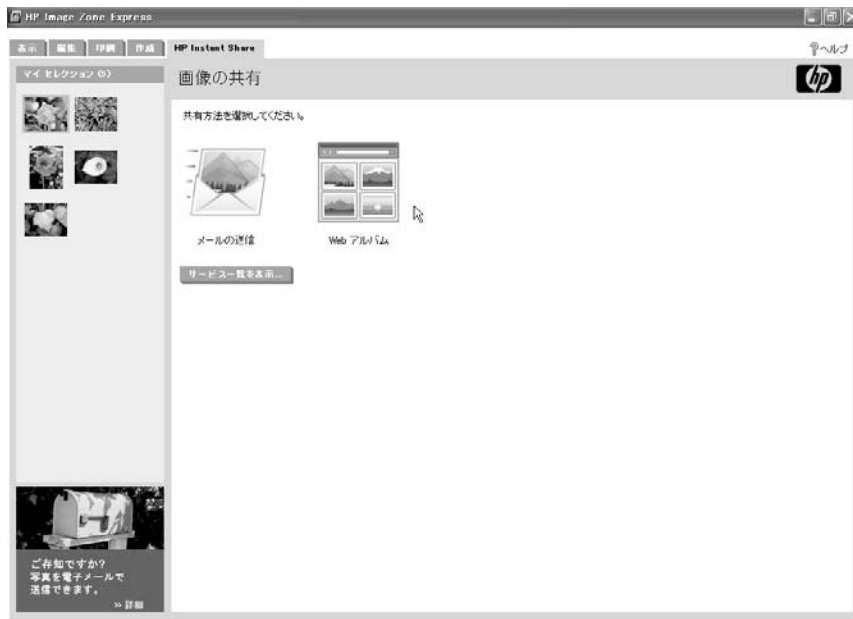 HP Image Zone Express
表示 編集 印刷 作成 HP Instant Share ヘルプ
マイ セレクション (5)
画像の共有
hp
共有方法を選択してください。
メールの送信 Web アルバム
サービス一覧を表示...
ご存知ですか?
写真を電子メールで
送信できます。
>> 詳細